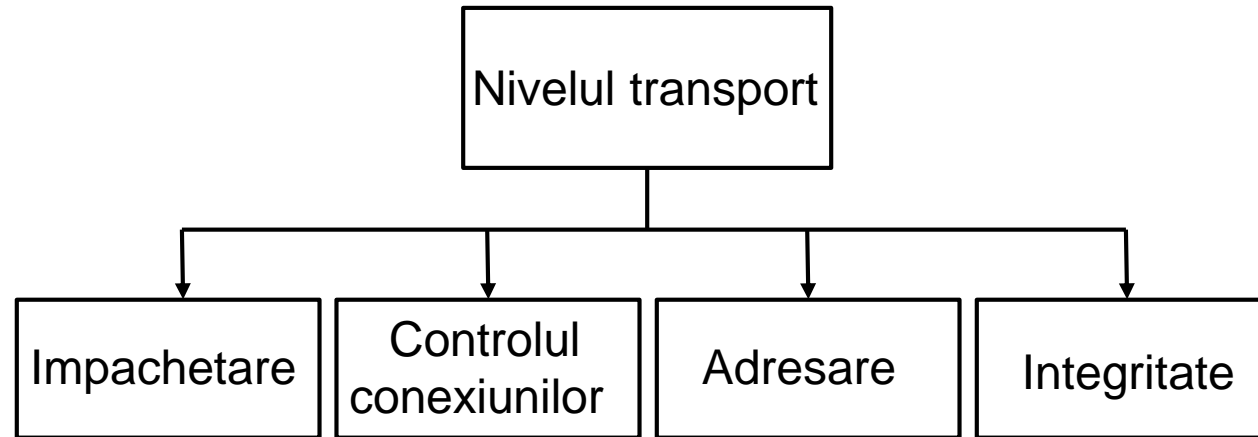 Nivelul transport
Impachetare
Controlul
conexiunilor
Adresare
Integritate